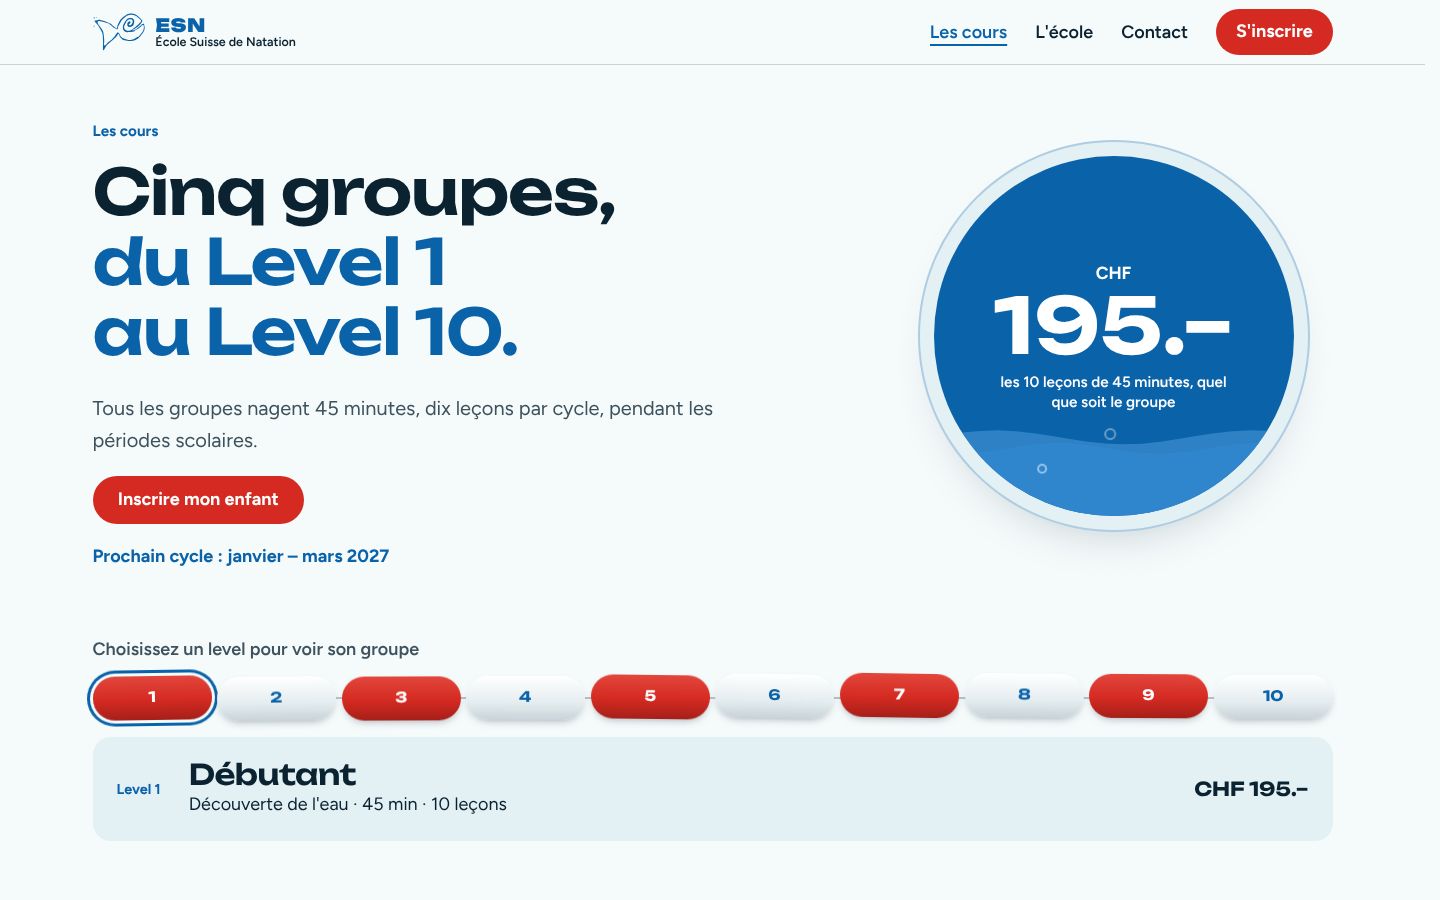 ESN
École Suisse de Natation
Les cours
L'école
Contact
S'inscrire
Les cours
Cinq groupes,
du Level 1
au Level 10.
Tous les groupes nagent 45 minutes, dix leçons par cycle, pendant les
périodes scolaires.
Inscrire mon enfant
Prochain cycle : janvier – mars 2027
CHF
195.–
les 10 leçons de 45 minutes, quel
que soit le groupe
Choisissez un level pour voir son groupe
1
2
3
4
5
6
7
8
9
10
Level 1
Débutant
Découverte de l'eau · 45 min · 10 leçons
CHF 195.–